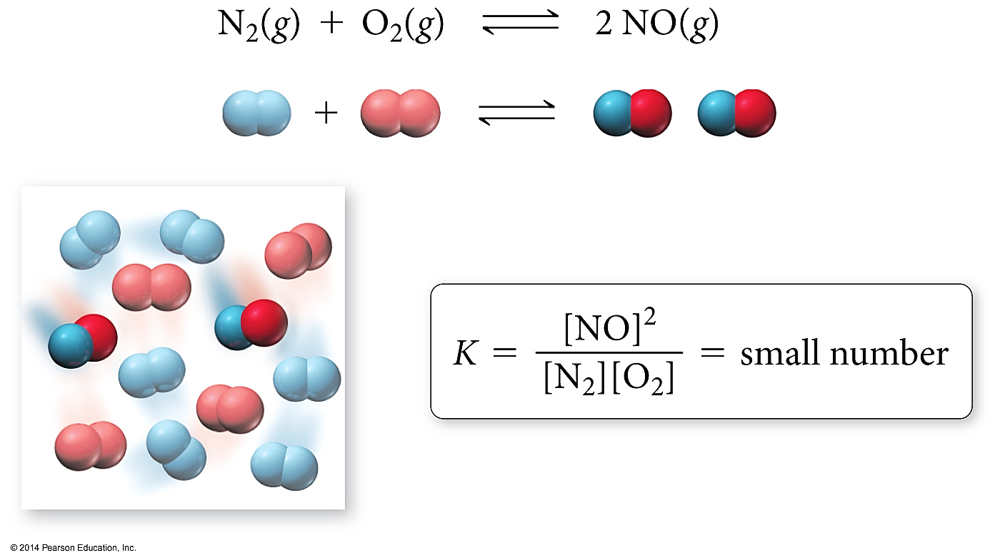 N₂(g) + O₂(g) ⇌ 2 NO(g)
+ ⇌
K = [NO]² / [N₂][O₂] = small number
© 2014 Pearson Education, Inc.